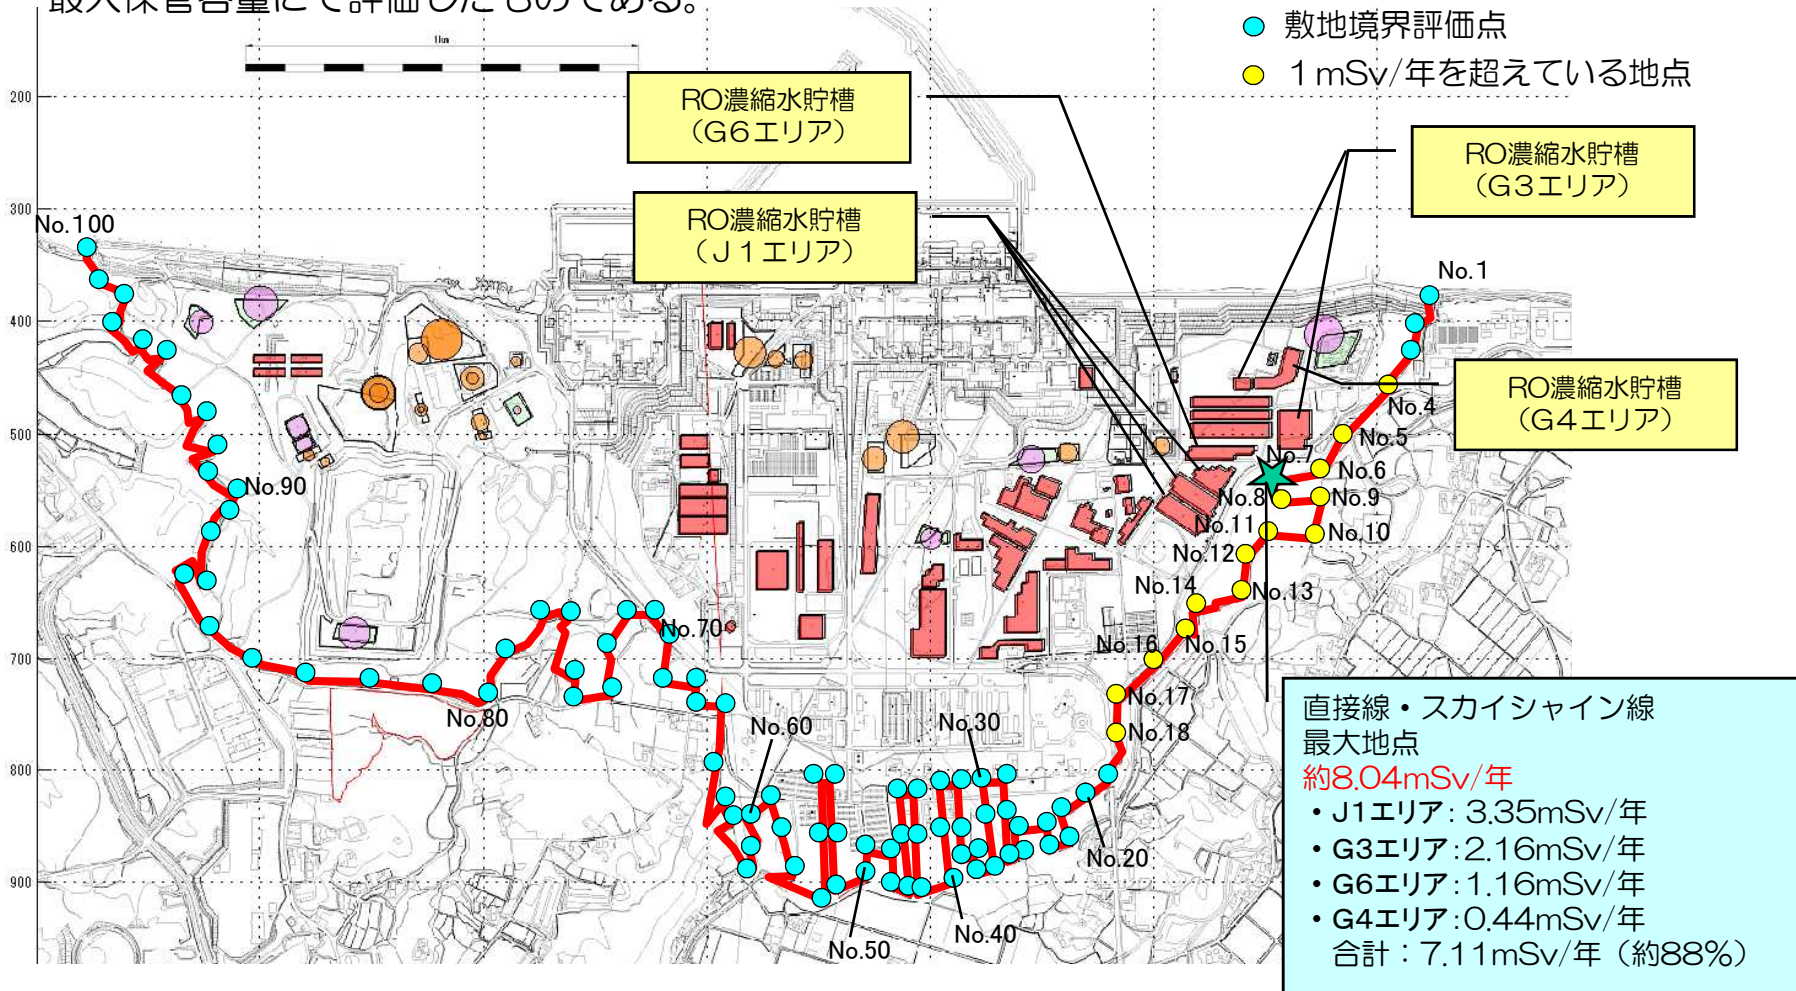 最大保管容量にて評価したものである。
1km
敷地境界評価点
1mSv/年を超えている地点
200
300
400
500
600
700
800
900
RO濃縮水貯槽
（G6エリア）
RO濃縮水貯槽
（G3エリア）
RO濃縮水貯槽
（J1エリア）
RO濃縮水貯槽
（G4エリア）
No.100
No.1
No.4
No.5
No.7
No.6
No.90
No.8
No.9
No.11
No.10
No.12
No.14
No.13
No.70
No.16
No.15
No.17
No.80
No.60
No.30
No.18
No.20
No.50
No.40
直接線・スカイシャイン線
最大地点
約8.04mSv/年
・J1エリア：3.35mSv/年
・G3エリア：2.16mSv/年
・G6エリア：1.16mSv/年
・G4エリア：0.44mSv/年
合計：7.11mSv/年（約88%）